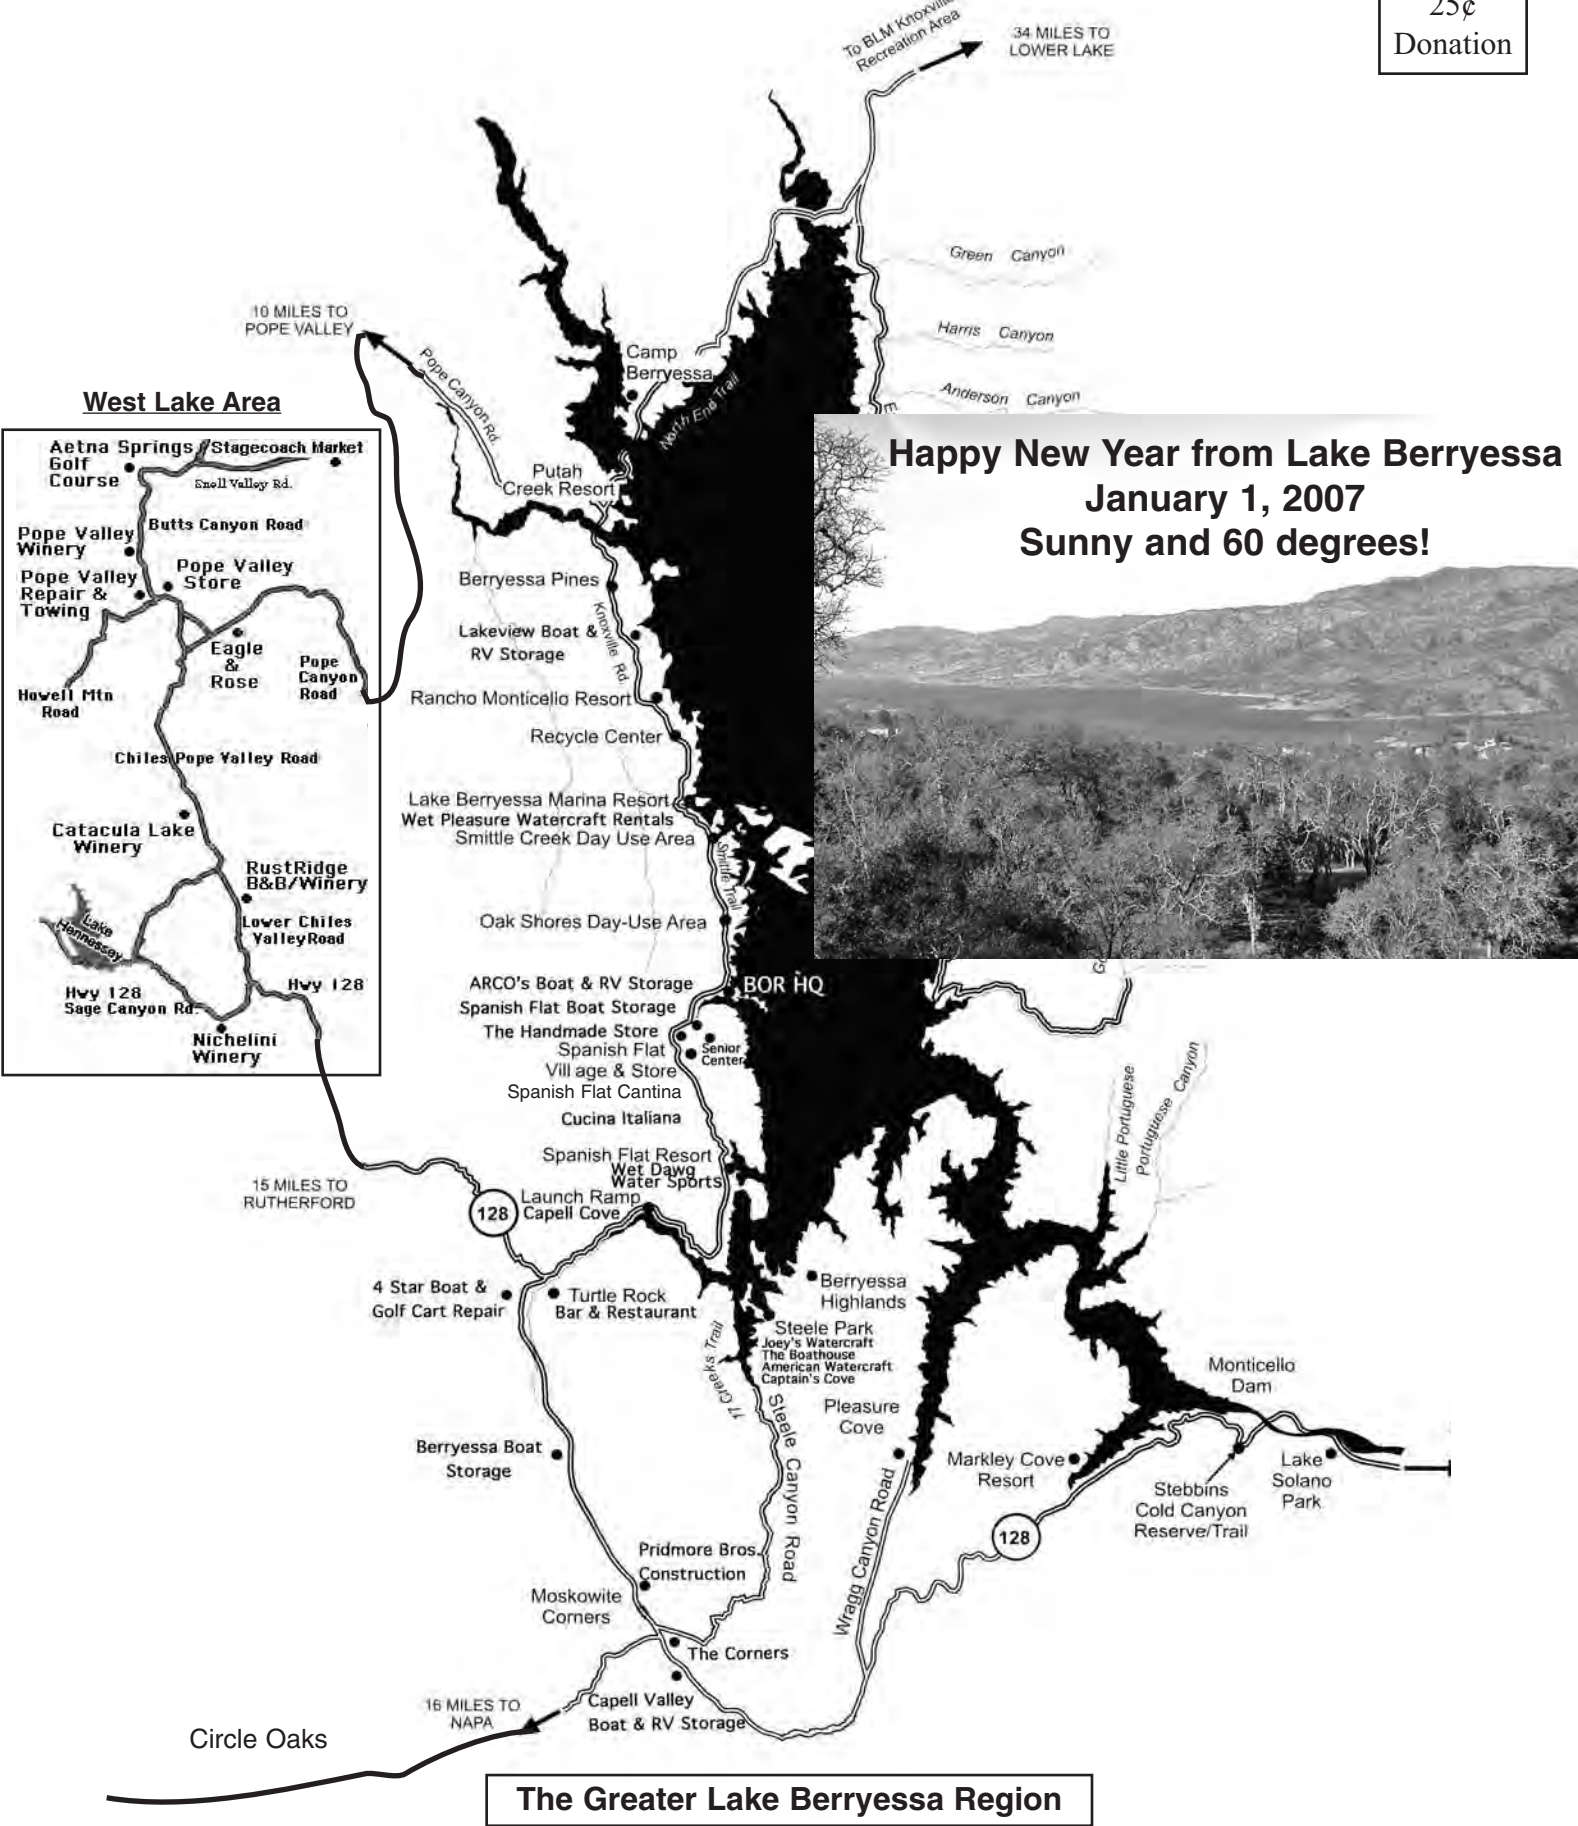 25¢
Donation
To BLM Knoxville
Recreation Area
34 MILES TO
LOWER LAKE
Green Canyon
Harris Canyon
Anderson Canyon
10 MILES TO
POPE VALLEY
Pope Canyon Rd.
Camp
Berryessa
North End Trail
Putah
Creek Resort
Berryessa Pines
Knoxville Rd.
Lakeview Boat &
RV Storage
Rancho Monticello Resort
Recycle Center
Lake Berryessa Marina Resort
Wet Pleasure Watercraft Rentals
Smittle Creek Day Use Area
Smittle Trail
Oak Shores Day-Use Area
ARCO's Boat & RV Storage
BOR HQ
Spanish Flat Boat Storage
The Handmade Store
Spanish Flat
Village & Store
Senior
Center
Spanish Flat Cantina
Cucina Italiana
Spanish Flat Resort
Wet Dawg
Water Sports
Launch Ramp
Capell Cove
128
15 MILES TO
RUTHERFORD
West Lake Area
Aetna Springs
Golf
Course
Stagecoach Market
Snell Valley Rd.
Butts Canyon Road
Pope Valley
Winery
Pope Valley
Store
Pope Valley
Repair &
Towing
Eagle
&
Rose
Pope
Canyon
Road
Howell Mtn
Road
Chiles Pope Valley Road
Catacula Lake
Winery
RustRidge
B&B/Winery
Lower Chiles
Valley Road
Lake
Hennessey
Hwy 128
Hwy 128
Sage Canyon Rd.
Nichelini
Winery
Happy New Year from Lake Berryessa
January 1, 2007
Sunny and 60 degrees!
Little Portuguese
Portuguese Canyon
4 Star Boat &
Golf Cart Repair
Turtle Rock
Bar & Restaurant
Berryessa
Highlands
Steele Park
Joey's Watercraft
The Boathouse
American Watercraft
Captain's Cove
17 Creeks Trail
Steele Canyon Road
Pleasure
Cove
Monticello
Dam
Markley Cove
Resort
Stebbins
Cold Canyon
Reserve/Trail
Lake
Solano
Park
128
Wragg Canyon Road
Berryessa Boat
Storage
Pridmore Bros.
Construction
Moskowite
Corners
The Corners
Capell Valley
Boat & RV Storage
16 MILES TO
NAPA
Circle Oaks
The Greater Lake Berryessa Region